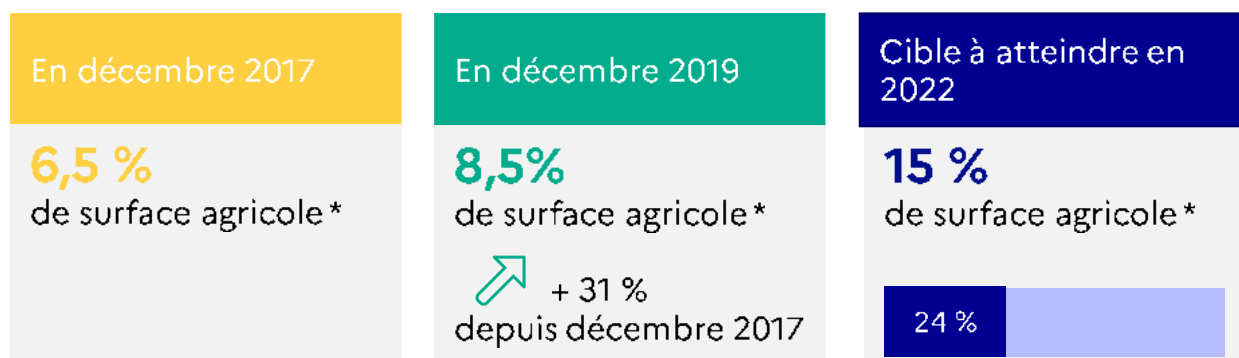 En décembre 2017
6,5 %
de surface agricole*
En décembre 2019
8,5%
de surface agricole*
+ 31 %
depuis décembre 2017
Cible à atteindre en
2022
15 %
de surface agricole*
24 %